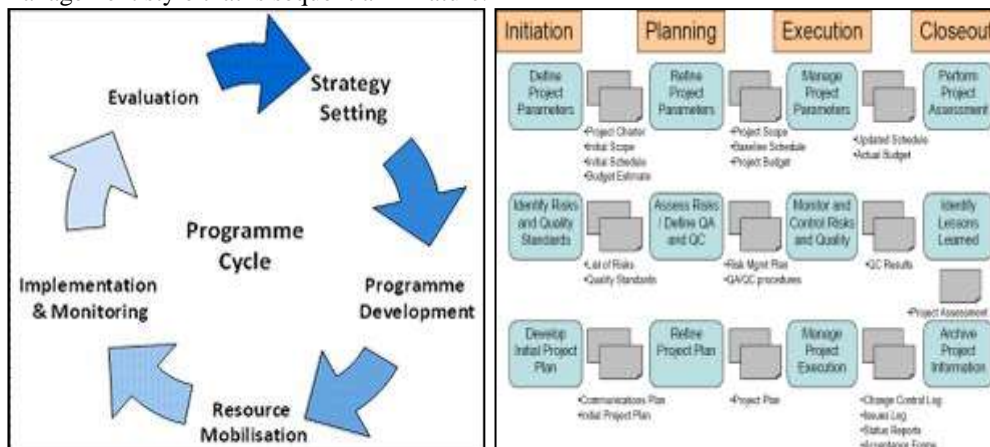 Evaluation
Strategy
Setting
Programme
Cycle
Implementation
& Monitoring
Programme
Development
Resource
Mobilisation
Initiation
Planning
Execution
Closeout
Define
Project
Parameters
•Project Charter
•Initial Scope
•Initial Schedule
•Budget Estimate
Refine
Project
Parameters
•Project Scope
•Baseline Schedule
•Project Budget
Manage
Project
Parameters
•Updated Schedule
•Actual Budget
Perform
Project
Assessment
Identify Risks
and Quality
Standards
•List of Risks
•Quality Standards
Assess Risks
/ Define QA
and QC
•Risk Mgmt Plan
•QA/QC procedures
Monitor and
Control Risks
and Quality
•QC Results
Identify
Lessons
Learned
•Project Assessment
Develop
Initial Project
Plan
•Communications Plan
•Initial Project Plan
Refine
Project Plan
•Project Plan
Manage
Project
Execution
•Change Control Log
•Issues Log
•Status Reports
Archive
Project
Information